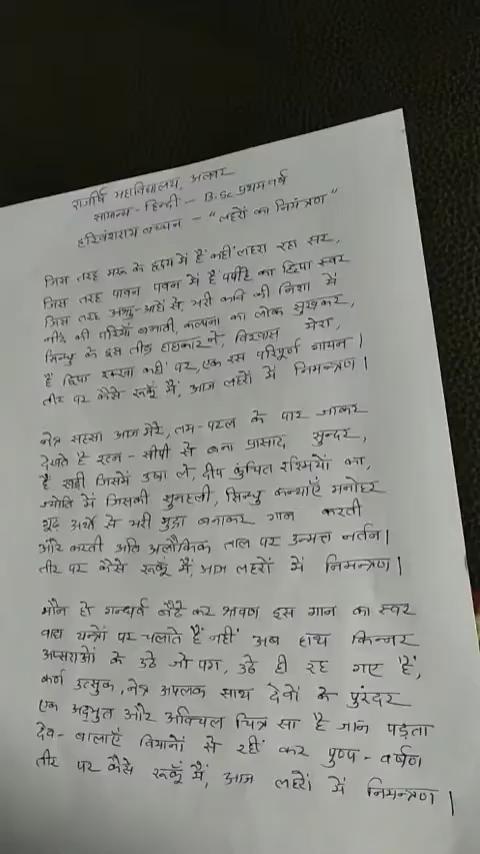 राजर्षि महाविद्यालय, अलवर
सामान्य - हिन्दी - B.Sc प्रथम वर्ष
हरिवंशराय बच्चन - "लहरों का निमंत्रण"
जिस तरह मरू के ह्रदय में हैं कहीं लहरा रहा सर,
जिस तरह पावस पवन में है पपीहे का छिपा स्वर
जिस तरह अश्रु - आहों से, भरी कवि की निशा में
नींद की परियाँ बनाती, कल्पना का लोक सुखकर,
सिन्धु के इस तीव्र हाहाकार ने, विश्वास मेरा,
है छिपा रक्खा कहीं पर, एक रस परिपूर्ण गायन।
तीर पर कैसे रूकूँ मैं, आज लहरों में निमन्त्रण।
नेत्र सहसा आज मेरे, तम - पटल के पार जाकर
देखते है रत्न - सीपी से बना प्रासाद सुन्दर,
है खड़ी जिसमें उषा ले, दीप कुंचित रश्मियों का,
ज्योति में जिसकी सुनहली, सिन्धु कन्याएँ मनोहर
गूढ़ अर्थो से भरी मुद्रा बनाकर गान करती
और करती अति अलौकिक ताल पर उन्मत्त नर्तन।
तीर पर कैसे रूकूँ मैं, आज लहरों में निमन्त्रण।
मौन हो गन्धर्व बैठे कर श्रवण इस गान का स्वर
वाद्य यन्त्रों पर चलाते हैं नहीं अब हाथ किन्नर
अप्सराओं के उठे जो पग, उठे ही रह गए हैं,
कर्ण उत्सुक, नेत्र अपलक साथ देवों के पुरंदर
एक अद्भुत और अविचल चित्र सा है जान पड़ता
देव - बालाएँ विमानों से रही कर पुष्प - वर्षण
तीर पर कैसे रूकूँ मैं, आज लहरों में निमन्त्रण।